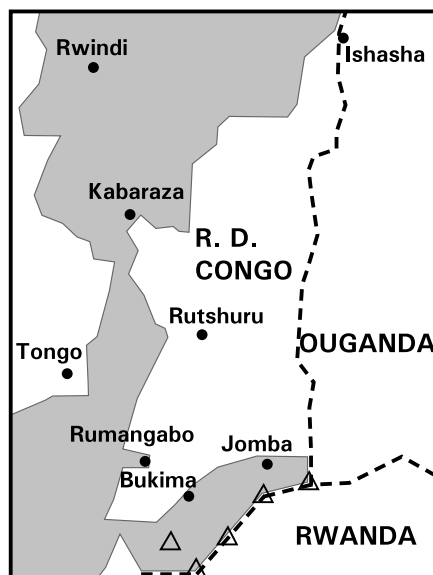 Rwindi
Ishasha
Kabaraza
R. D.
CONGO
Rutshuru
OUGANDA
Tongo
Rumangabo
Jomba
Bukima
RWANDA